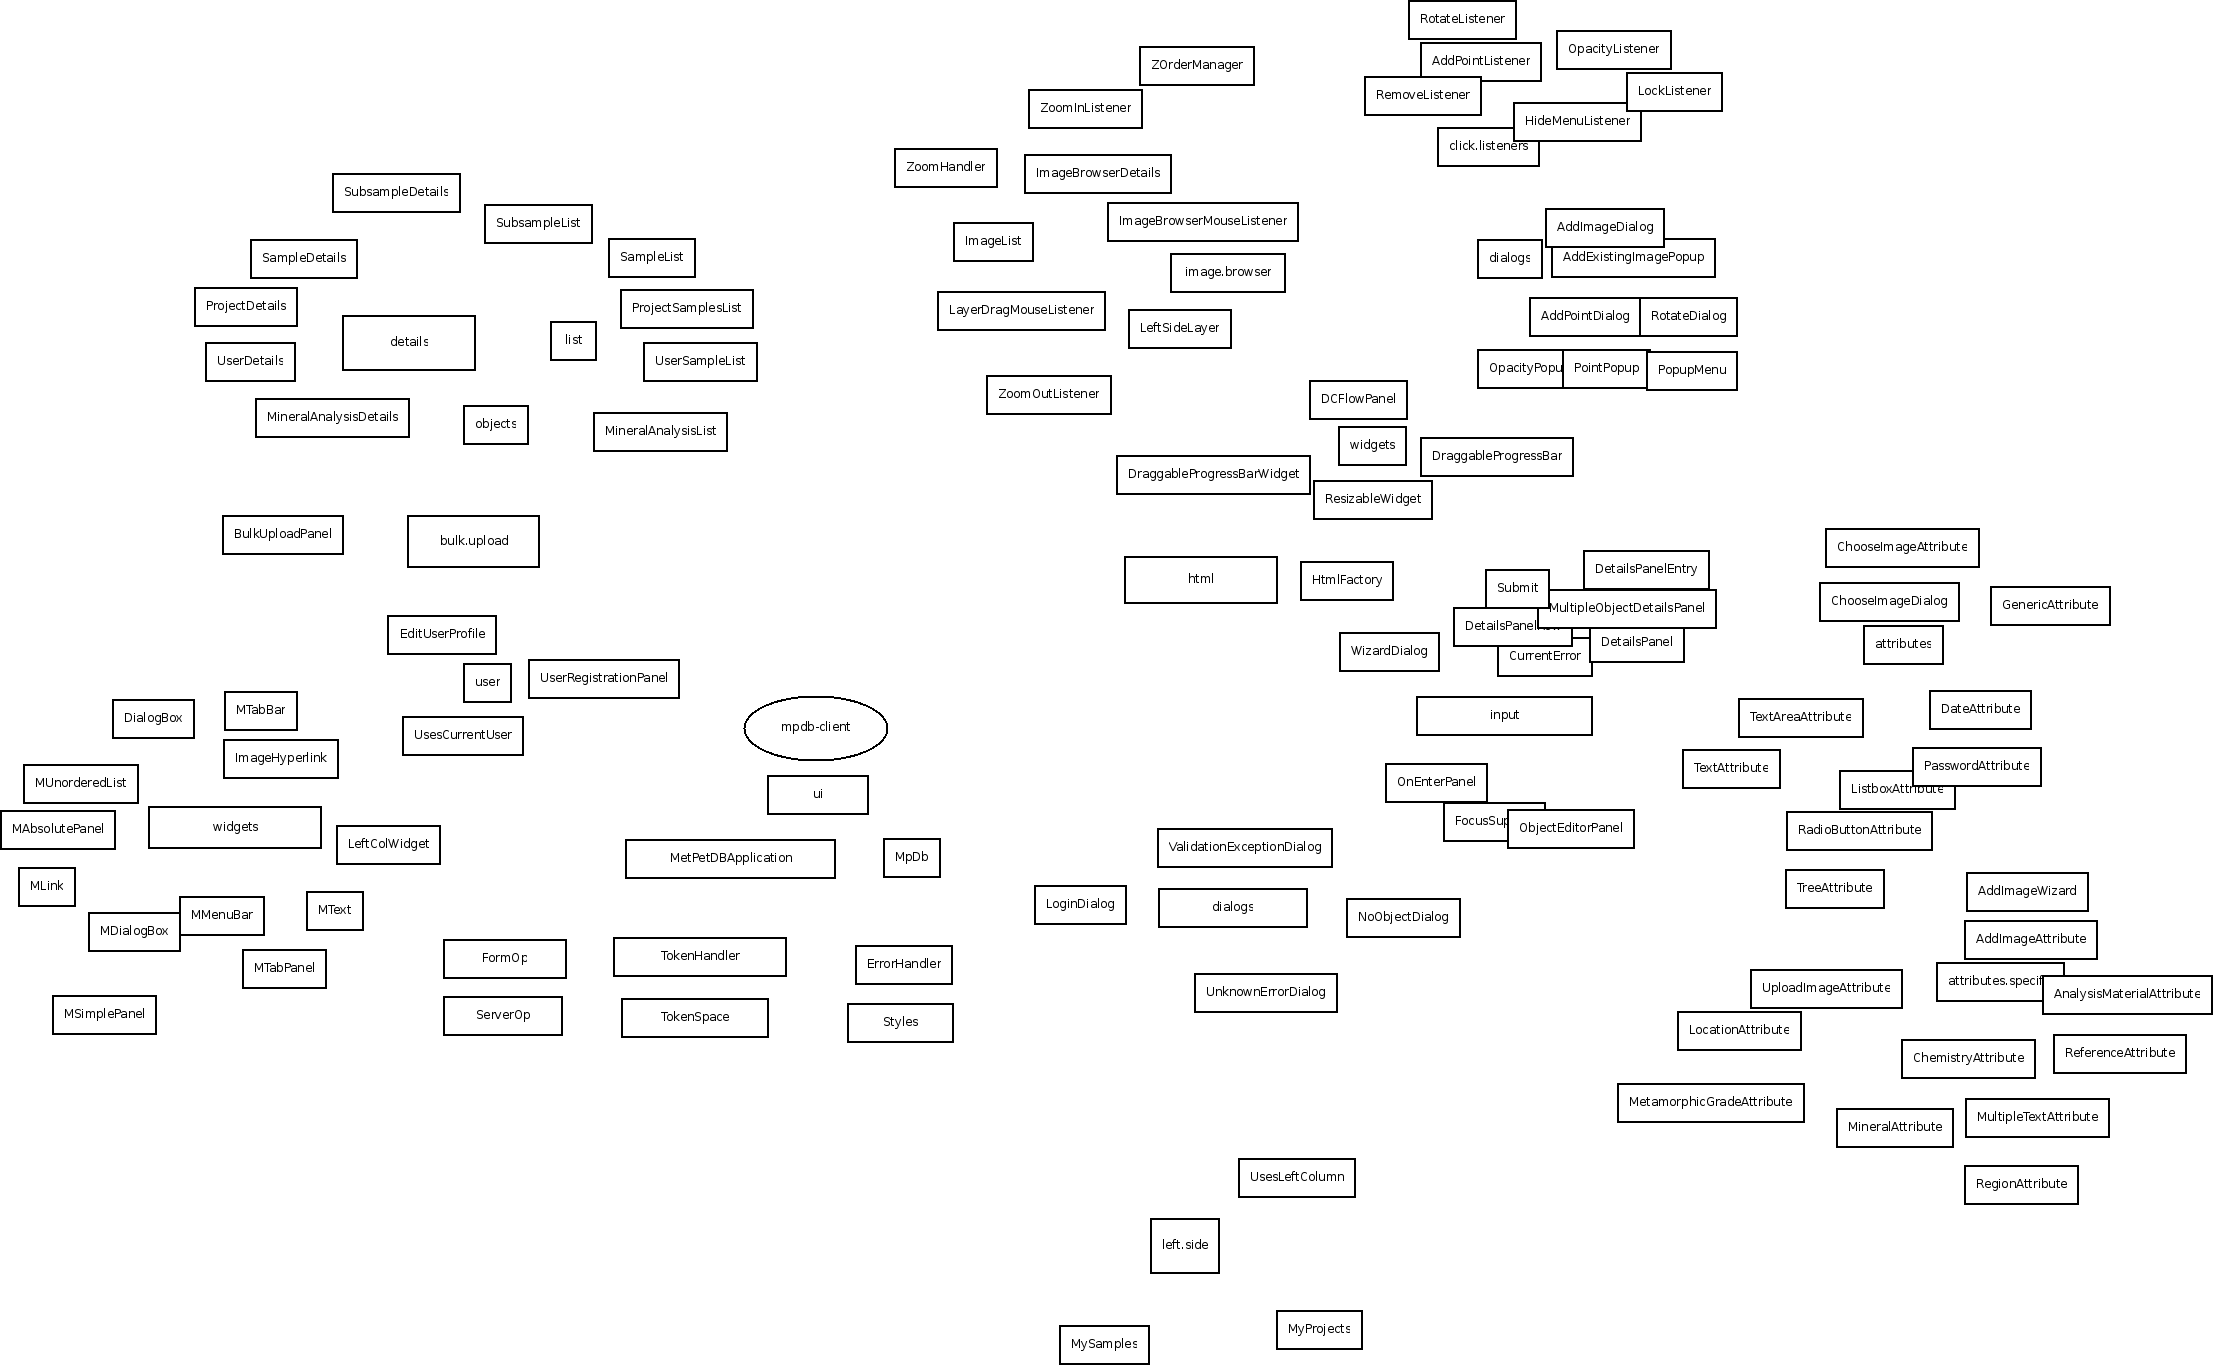 RotateListener
OpacityListener
AddPointListener
ZOrderManager
LockListener
RemoveListener
ZoomInListener
HideMenuListener
click.listeners
ZoomHandler
ImageBrowserDetails
SubsampleDetails
SubsampleList
ImageBrowserMouseListener
AddImageDialog
ImageList
SampleDetails
SampleList
dialogs
AddExistingImagePopup
image.browser
ProjectDetails
ProjectSamplesList
LayerDragMouseListener
AddPointDialog
RotateDialog
LeftSideLayer
details
list
UserDetails
UserSampleList
OpacityPopu
PointPopup
PopupMenu
ZoomOutListener
DCFlowPanel
MineralAnalysisDetails
objects
MineralAnalysisList
widgets
DraggableProgressBar
DraggableProgressBarWidget
ResizableWidget
BulkUploadPanel
bulk.upload
ChooseImageAttribute
DetailsPanelEntry
html
HtmlFactory
Submit
ChooseImageDialog
GenericAttribute
MultipleObjectDetailsPanel
DetailsPanel
EditUserProfile
DetailsPanel
attributes
WizardDialog
CurrentError
UserRegistrationPanel
user
DialogBox
MTabBar
input
TextAreaAttribute
DateAttribute
UsesCurrentUser
mpdb-client
ImageHyperlink
TextAttribute
PasswordAttribute
MUnorderedList
OnEnterPanel
ListboxAttribute
ui
MAbsolutePanel
widgets
FocusSup
ObjectEditorPanel
RadioButtonAttribute
LeftColWidget
ValidationExceptionDialog
MetPetDBApplication
MpDb
MLink
TreeAttribute
AddImageWizard
LoginDialog
dialogs
NoObjectDialog
MText
MMenuBar
MDialogBox
AddImageAttribute
FormOp
TokenHandler
ErrorHandler
MTabPanel
attributes.specif
UploadImageAttribute
UnknownErrorDialog
AnalysisMaterialAttribute
MSimplePanel
ServerOp
TokenSpace
Styles
LocationAttribute
ReferenceAttribute
ChemistryAttribute
MetamorphicGradeAttribute
MultipleTextAttribute
MineralAttribute
UsesLeftColumn
RegionAttribute
left.side
MyProjects
MySamples